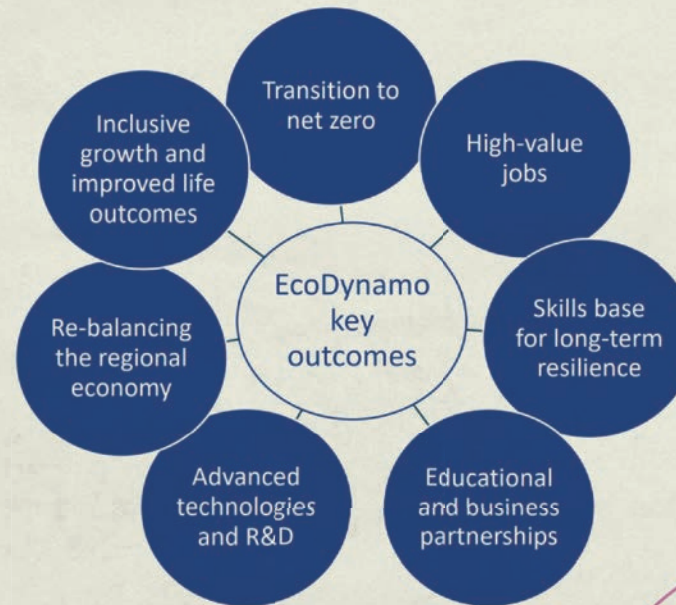 Transition to
net zero
High-value
jobs
Skills base
for long-term
resilience
Educational
and business
partnerships
Advanced
technologies
and R&D
Re-balancing
the regional
economy
Inclusive
growth and
improved life
outcomes
EcoDynamo
key
outcomes